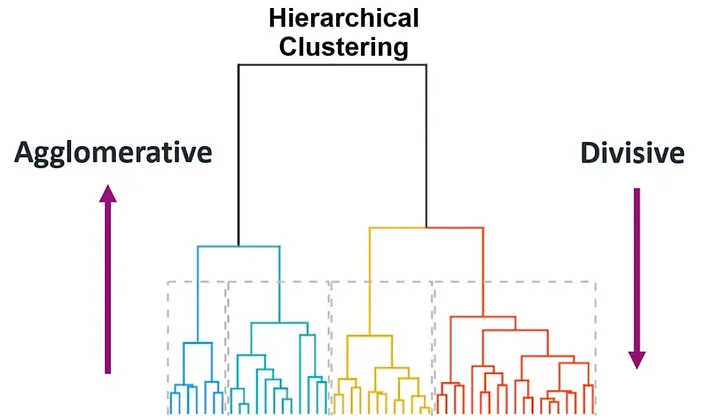 Hierarchical
Clustering
Agglomerative
Divisive